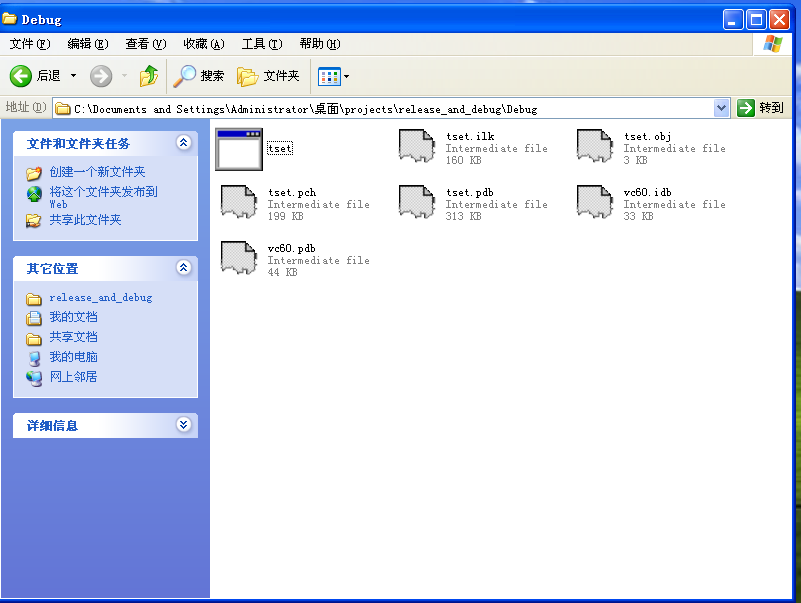 Debug
文件(F) 编辑(E) 查看(V) 收藏(A) 工具(T) 帮助(H)
后退 搜索 文件夹
地址(D) C:\Documents and Settings\Administrator\桌面\projects\release_and_debug\Debug 转到
文件和文件夹任务
创建一个新文件夹
将这个文件夹发布到
Web
共享此文件夹
其它位置
release_and_debug
我的文档
共享文档
我的电脑
网上邻居
详细信息
tset
tset.ilk
Intermediate file
160 KB
tset.obj
Intermediate file
3 KB
tset.pch
Intermediate file
199 KB
tset.pdb
Intermediate file
313 KB
vc60.idb
Intermediate file
33 KB
vc60.pdb
Intermediate file
44 KB